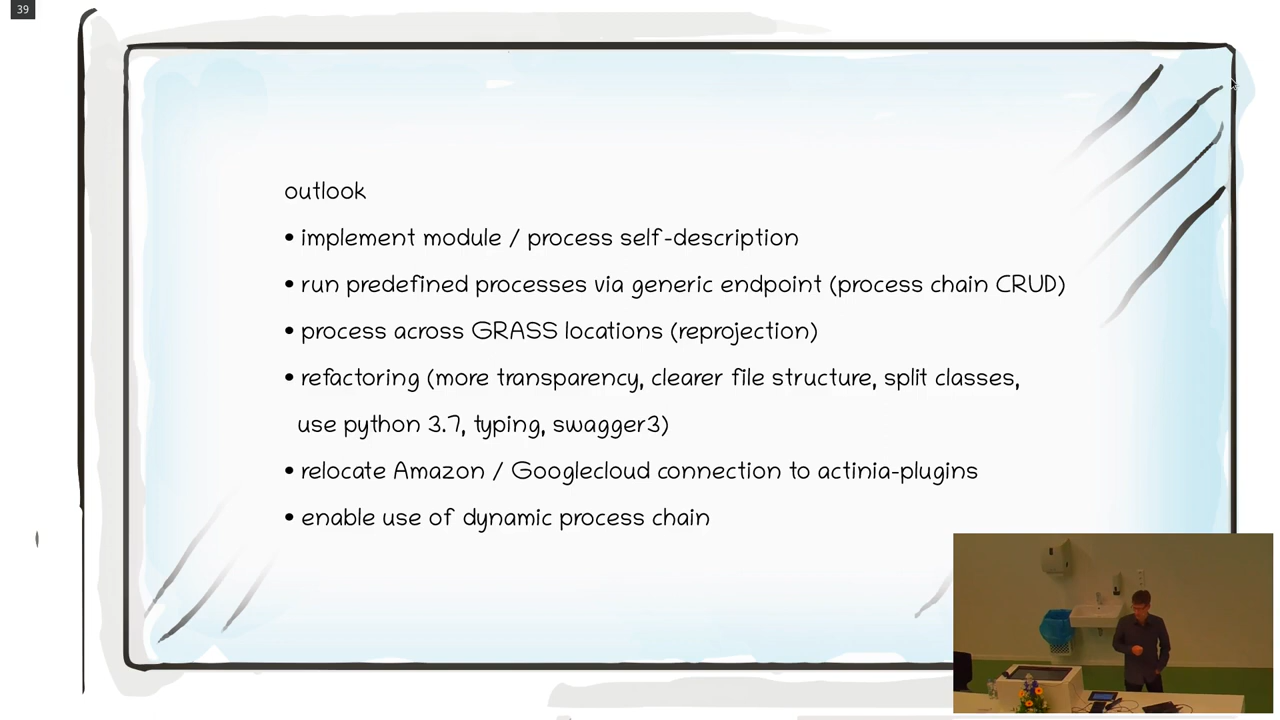 39
outlook
• implement module / process self-description
• run predefined processes via generic endpoint (process chain CRUD)
• process across GRASS locations (reprojection)
• refactoring (more transparency, clearer file structure, split classes,
use python 3.7, typing, swagger3)
• relocate Amazon / Googlecloud connection to actinia-plugins
• enable use of dynamic process chain